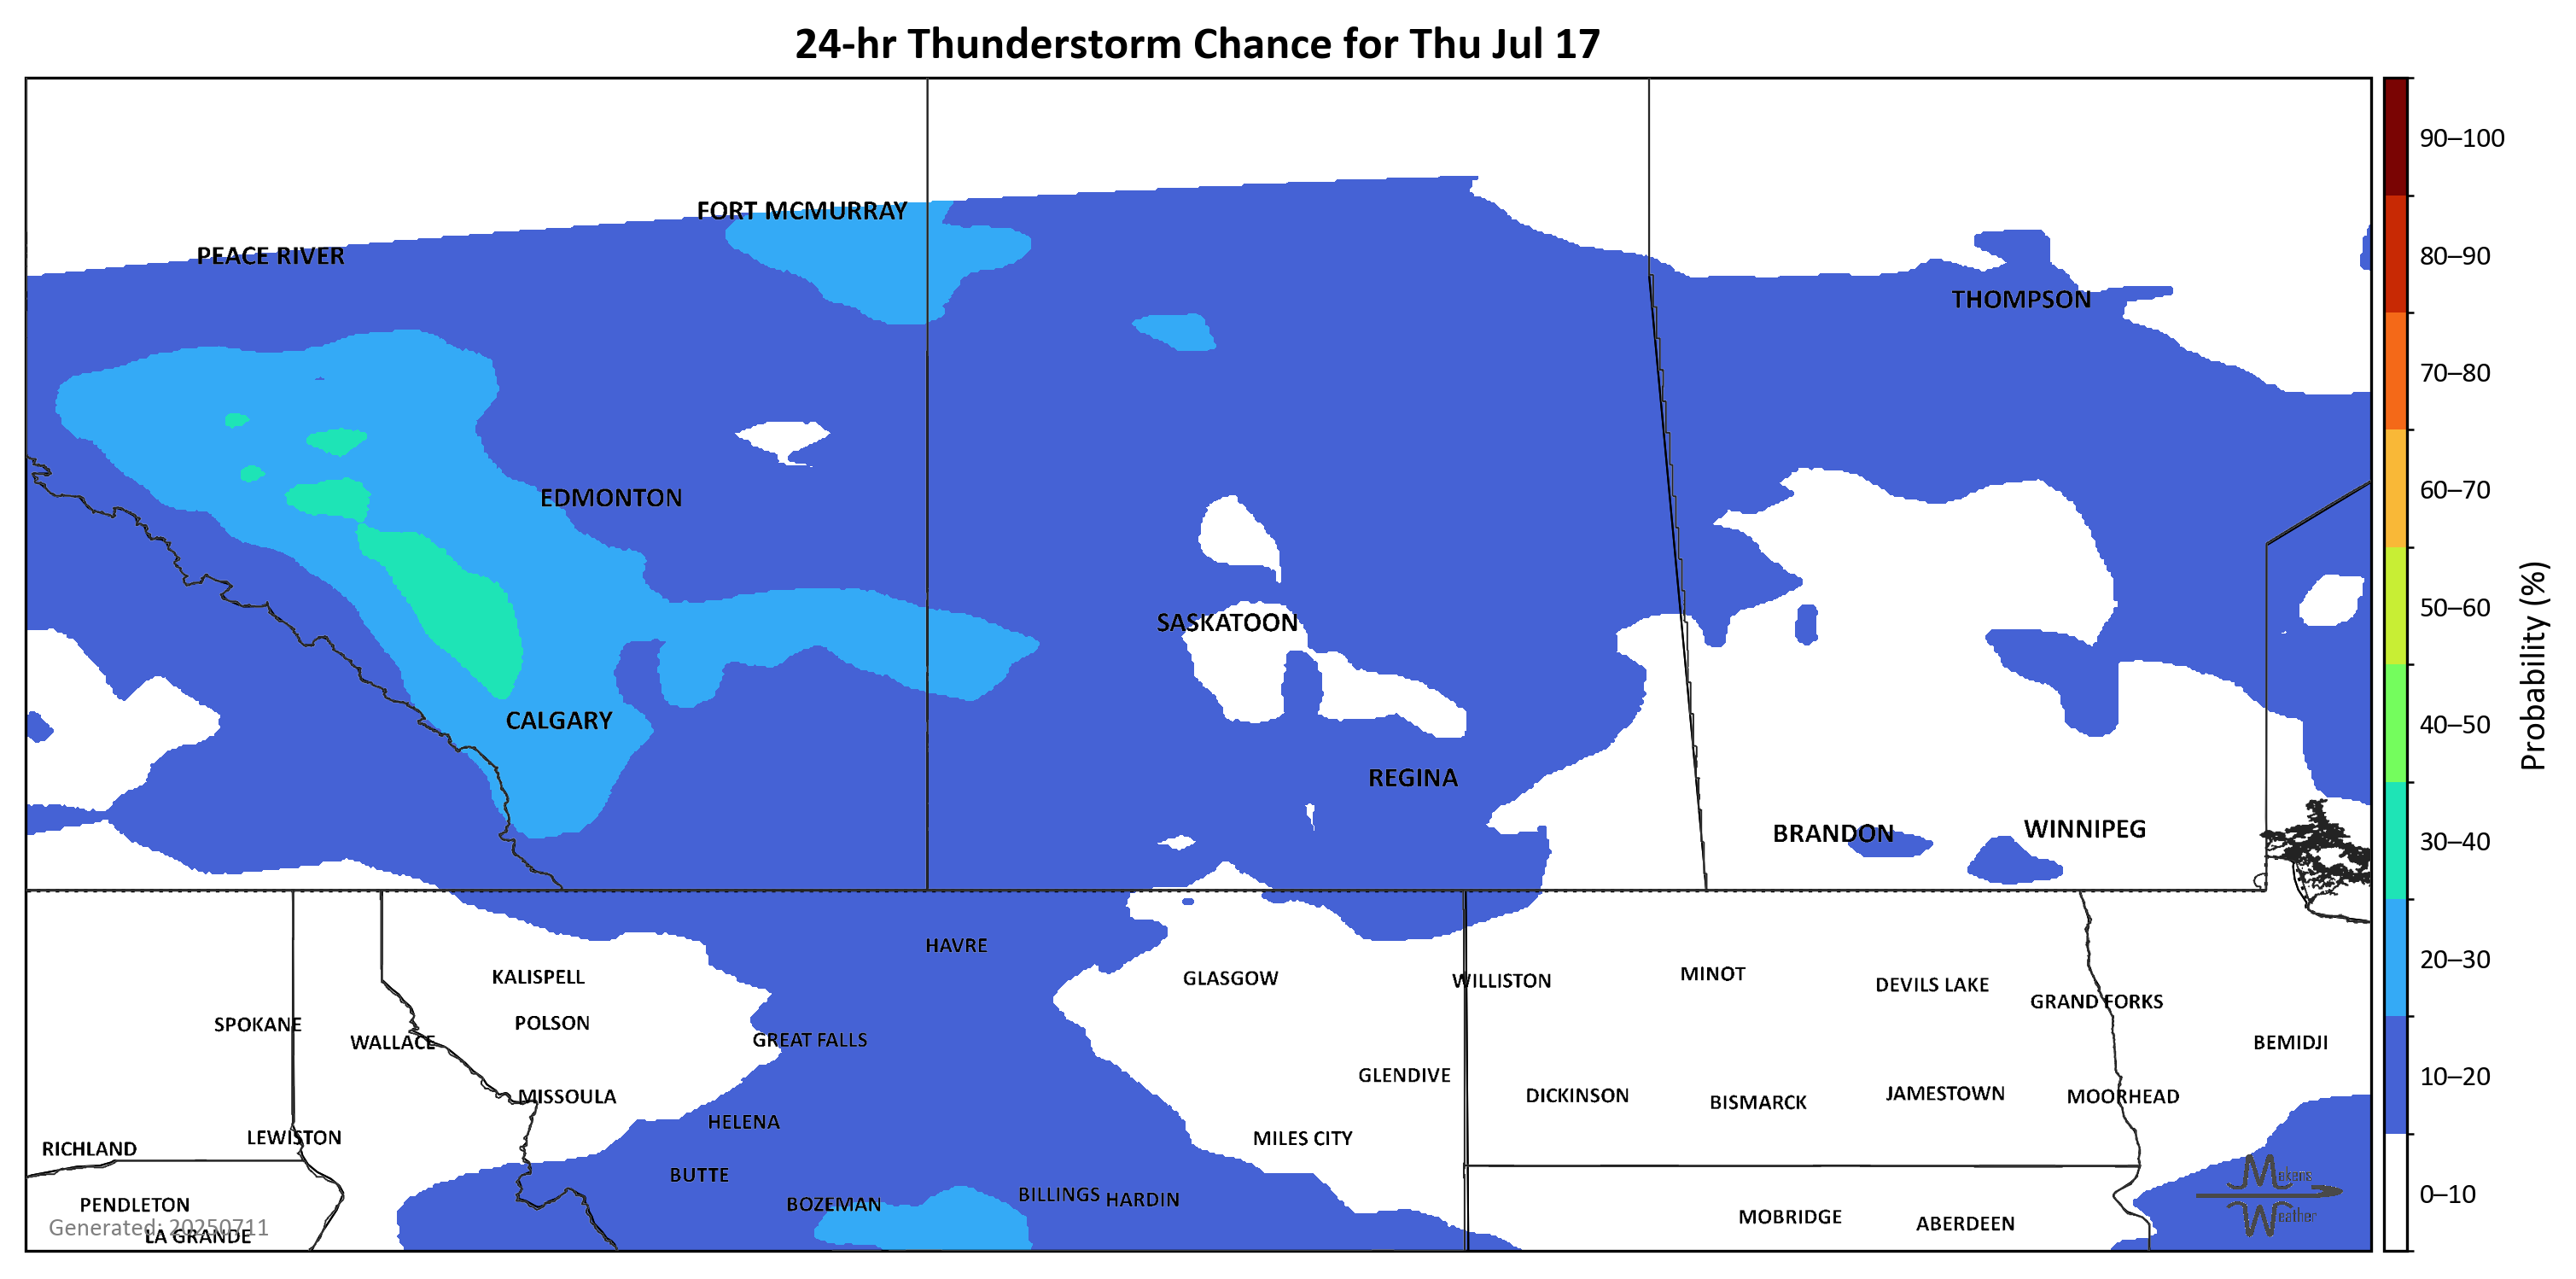 24-hr Thunderstorm Chance for Thu Jul 17
90–100
FORT MCMURRAY
PEACE RIVER
80–90
THOMPSON
70–80
60–70
EDMONTON
50–60
SASKATOON
Probability (%)
CALGARY
40–50
REGINA
BRANDON
WINNIPEG
30–40
HAVRE
20–30
KALISPELL
GLASGOW
WILLISTON
MINOT
DEVILS LAKE
GRAND FORKS
SPOKANE
POLSON
WALLACE
GREAT FALLS
BEMIDJI
GLENDIVE
10–20
MISSOULA
DICKINSON
BISMARCK
JAMESTOWN
MOORHEAD
HELENA
LEWISTON
MILES CITY
RICHLAND
BUTTE
Mekens
Weather
BILLINGS
HARDIN
0–10
PENDLETON
BOZEMAN
MOBRIDGE
ABERDEEN
Generated: 20250711
LA GRANDE